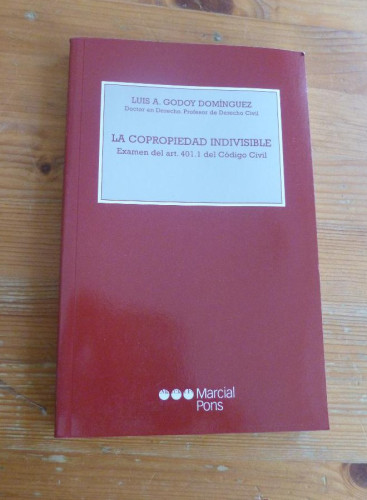 LUIS A. GODOY DOMÍNGUEZ
Doctor en Derecho. Profesor de Derecho Civil
LA COPROPIEDAD INDIVISIBLE
Examen del art. 401.1 del Código Civil
Marcial
Pons